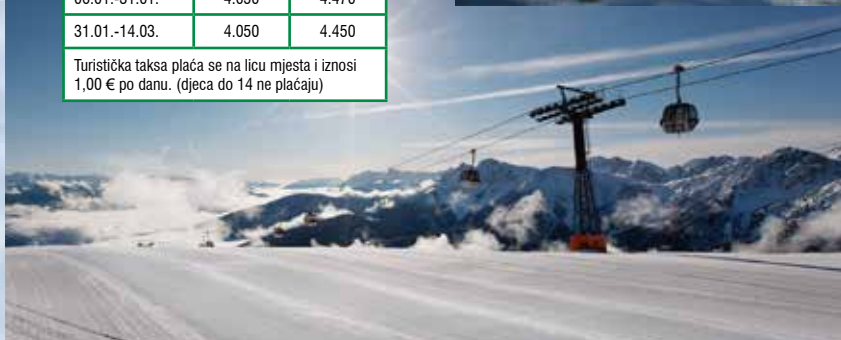 31.01.-14.03. 4.050 4.450
Turistička taksa plaća se na licu mjesta i iznosi
1,00 € po danu. (djeca do 14 ne plaćaju)